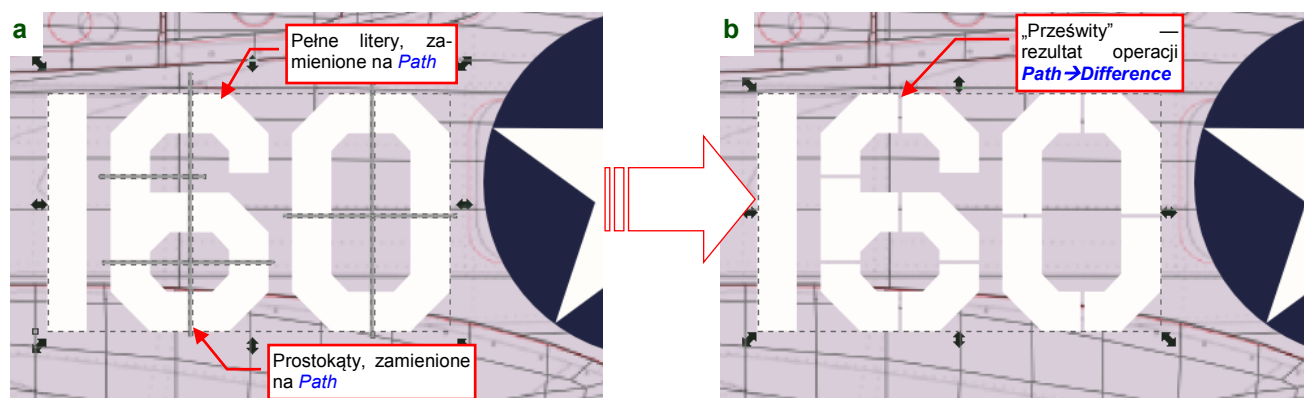 a
Pełne litery, za-
mienione na Path
160
Prostokąty, zamienione
na Path
b
„Prześwity” —
rezultat operacji
Path→Difference
160